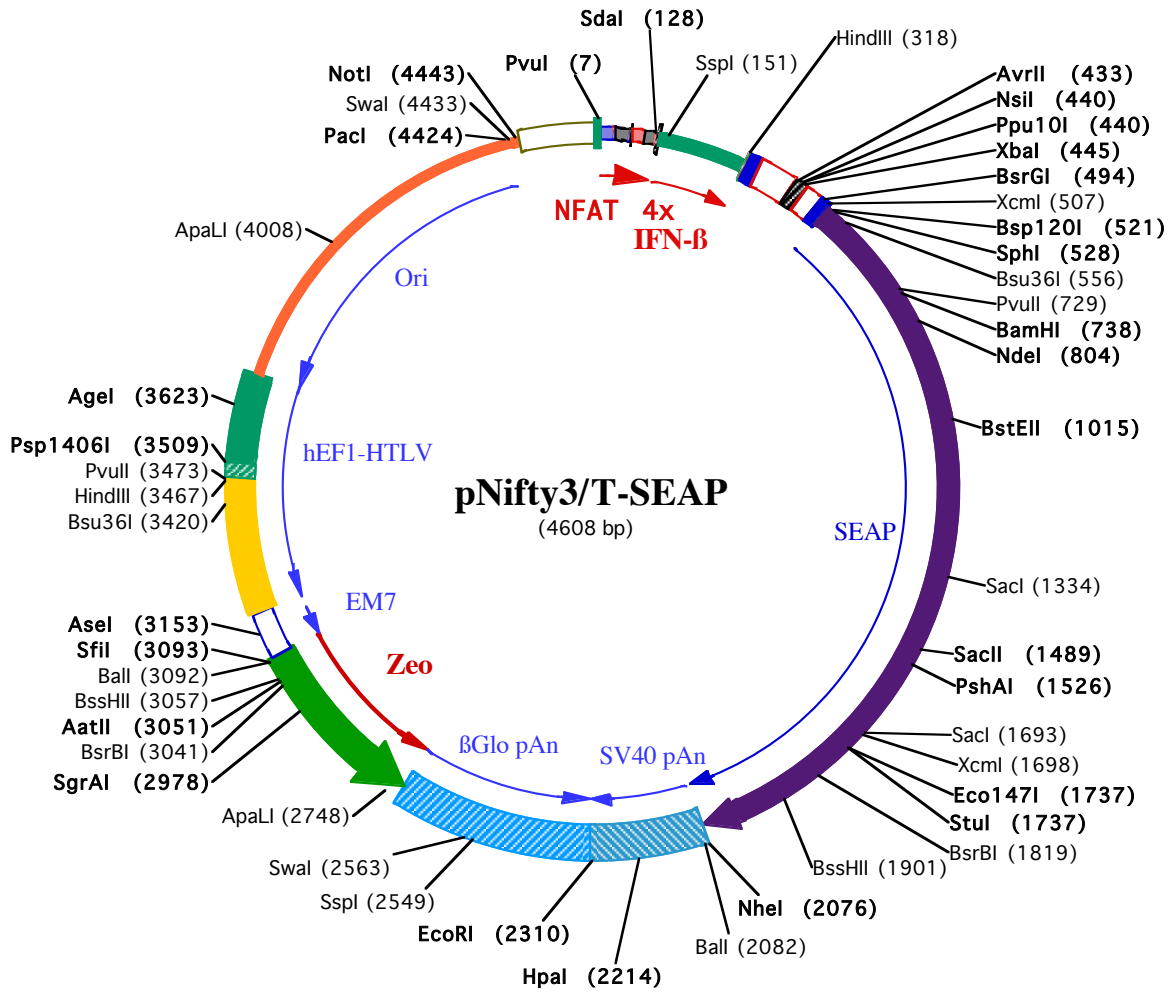 SdaI (128)
HindIII (318)
PvuI (7)
SspI (151)
NotI (4443)
SwaI (4433)
PacI (4424)
AvrII (433)
NsiI (440)
Ppu10I (440)
XbaI (445)
BsrGI (494)
XcmI (507)
Bsp120I (521)
SphI (528)
Bsu36I (556)
PvuII (729)
BamHI (738)
NdeI (804)
NFAT 4x
IFN-ß
ApaLI (4008)
Ori
AgeI (3623)
Psp1406I (3509)
PvuII (3473)
HindIII (3467)
Bsu36I (3420)
hEF1-HTLV
BstEII (1015)
pNifty3/T-SEAP
(4608 bp)
SEAP
SacI (1334)
EM7
Zeo
AseI (3153)
SfiI (3093)
BalI (3092)
BssHII (3057)
AatII (3051)
BsrBI (3041)
SgrAI (2978)
SacII (1489)
PshAI (1526)
SacI (1693)
XcmI (1698)
Eco147I (1737)
StuI (1737)
BsrBI (1819)
ßGlo pAn
SV40 pAn
ApaLI (2748)
SwaI (2563)
SspI (2549)
EcoRI (2310)
HpaI (2214)
BssHII (1901)
NheI (2076)
BalI (2082)